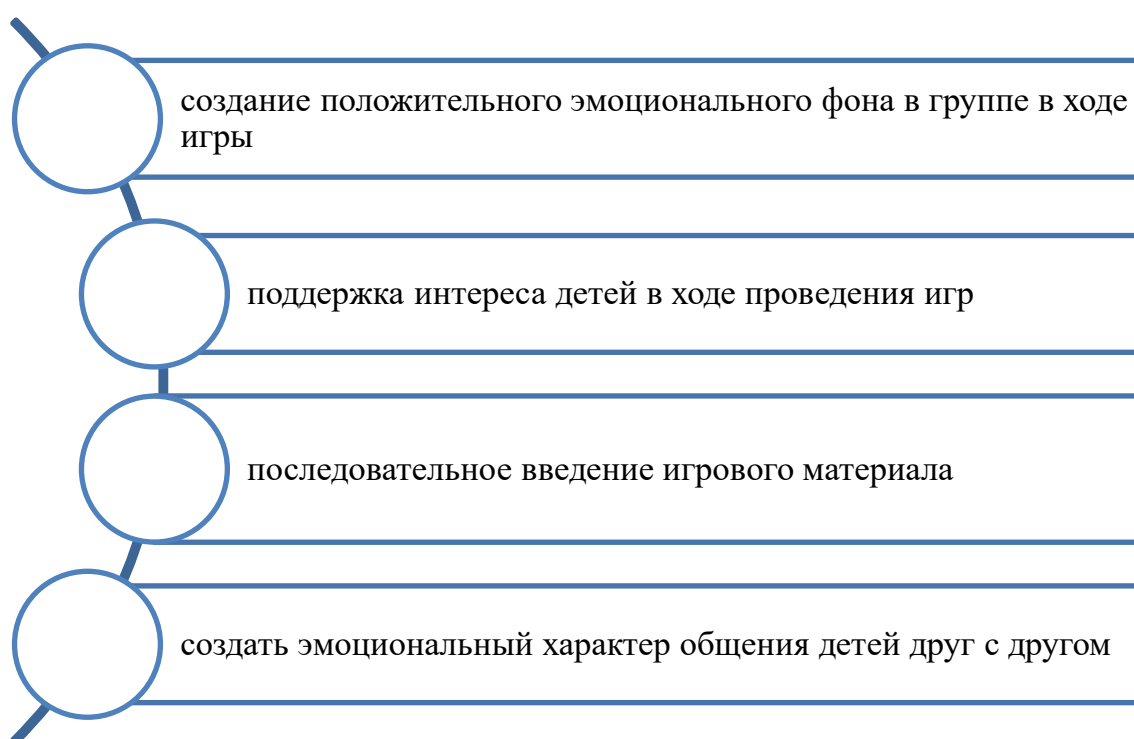 создание положительного эмоционального фона в группе в ходе
игры
поддержка интереса детей в ходе проведения игр
последовательное введение игрового материала
создать эмоциональный характер общения детей друг с другом